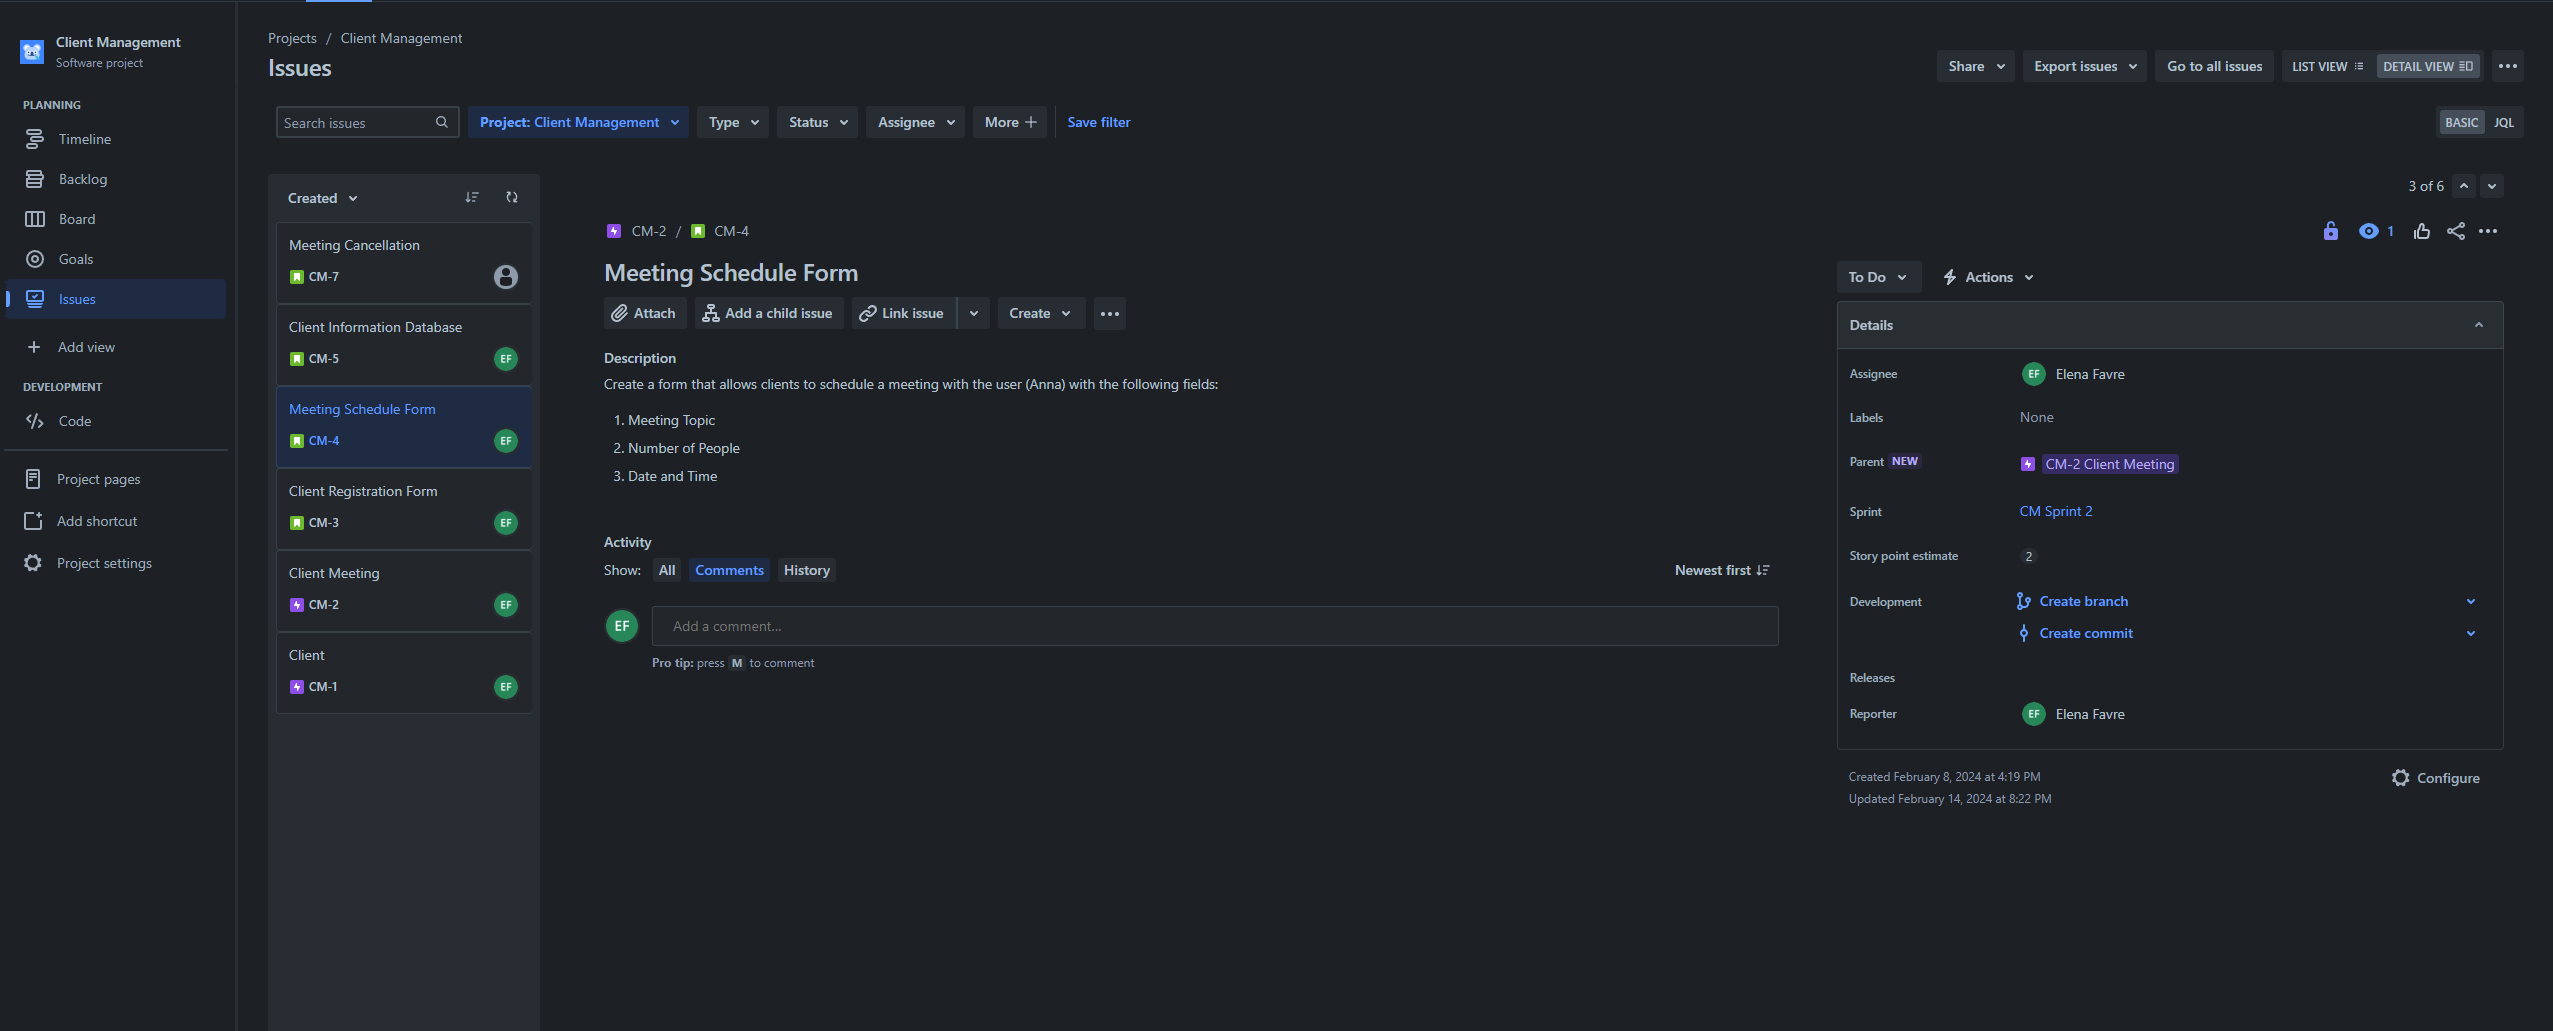 Client Management
Software project
PLANNING
Timeline
Backlog
Board
Goals
Issues
Add view
DEVELOPMENT
Code
Project pages
Add shortcut
Project settings
Projects / Client Management
Issues
Share
Export issues
Go to all issues
LIST VIEW
DETAIL VIEW
Search issues
Project: Client Management
Type
Status
Assignee
More
Save filter
BASIC
JQL
Created
Meeting Cancellation
CM-7
Client Information Database
CM-5
EF
Meeting Schedule Form
CM-4
EF
Client Registration Form
CM-3
EF
Client Meeting
CM-2
EF
Client
CM-1
EF
3 of 6
CM-2 / CM-4
1
Meeting Schedule Form
Attach
Add a child issue
Link issue
Create
Description
Create a form that allows clients to schedule a meeting with the user (Anna) with the following fields:
1. Meeting Topic
2. Number of People
3. Date and Time
Activity
Show: All Comments History
Newest first
EF
Add a comment...
Pro tip: press M to comment
To Do
Actions
Details
Assignee
EF Elena Favre
Labels
None
Parent NEW
CM-2 Client Meeting
Sprint
CM Sprint 2
Story point estimate
2
Development
Create branch
Create commit
Releases
Reporter
EF Elena Favre
Created February 8, 2024 at 4:19 PM
Updated February 14, 2024 at 8:22 PM
Configure